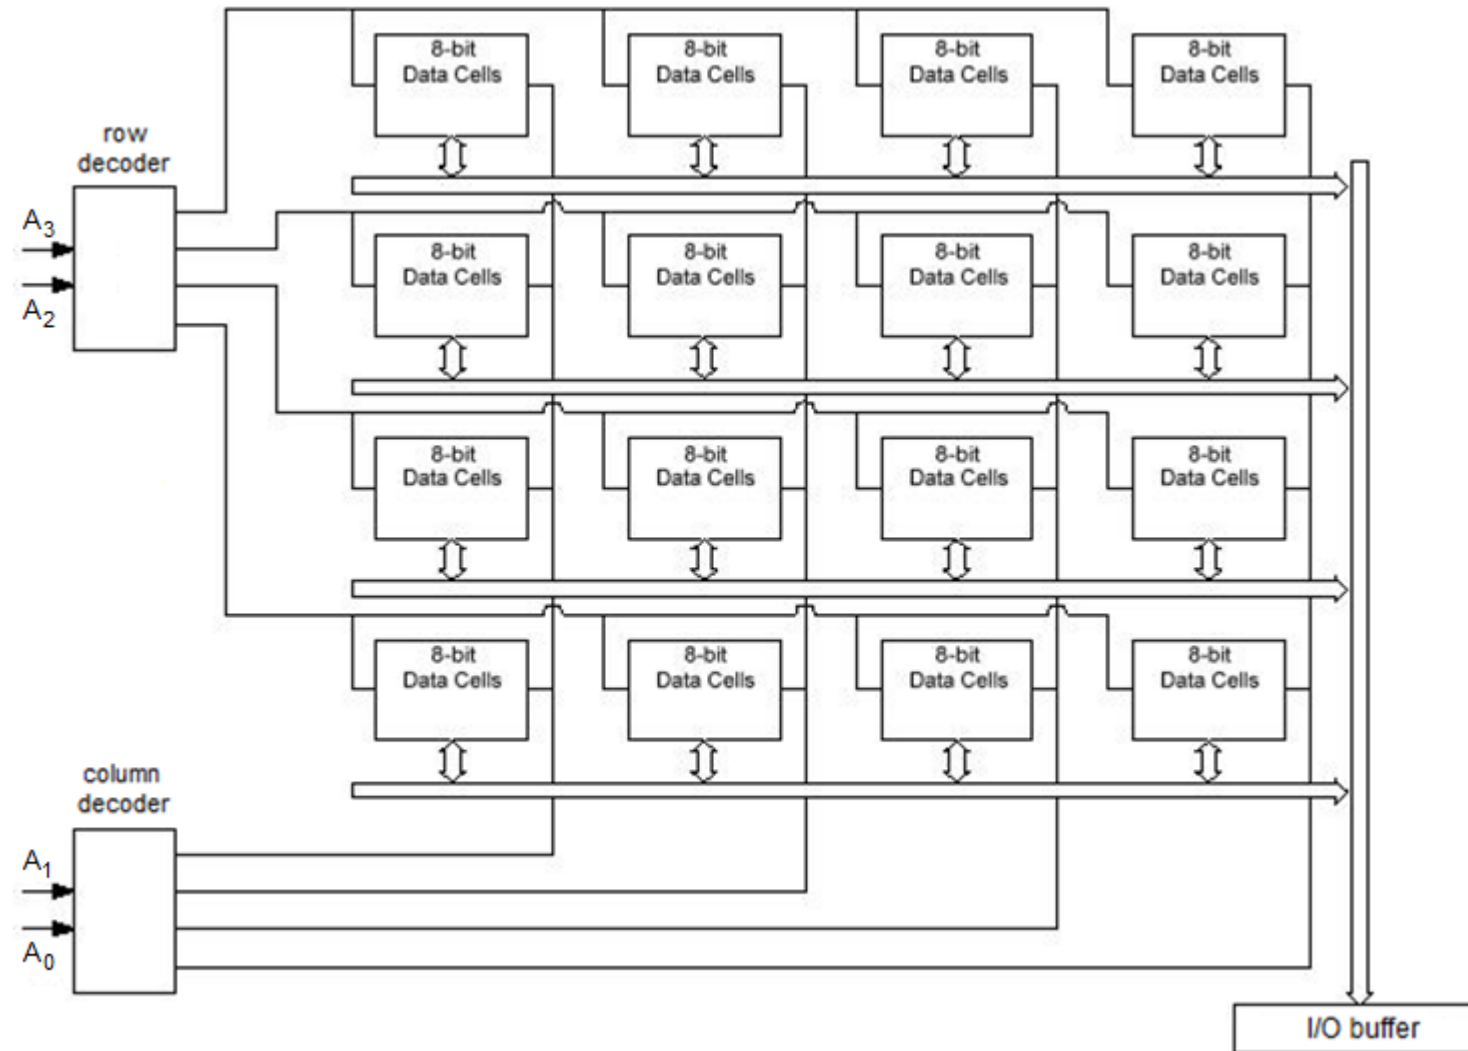 8-bit
Data Cells
8-bit
Data Cells
8-bit
Data Cells
8-bit
Data Cells
row
decoder
A3
A2
8-bit
Data Cells
8-bit
Data Cells
8-bit
Data Cells
8-bit
Data Cells
8-bit
Data Cells
8-bit
Data Cells
8-bit
Data Cells
8-bit
Data Cells
8-bit
Data Cells
8-bit
Data Cells
8-bit
Data Cells
8-bit
Data Cells
column
decoder
A1
A0
I/O buffer